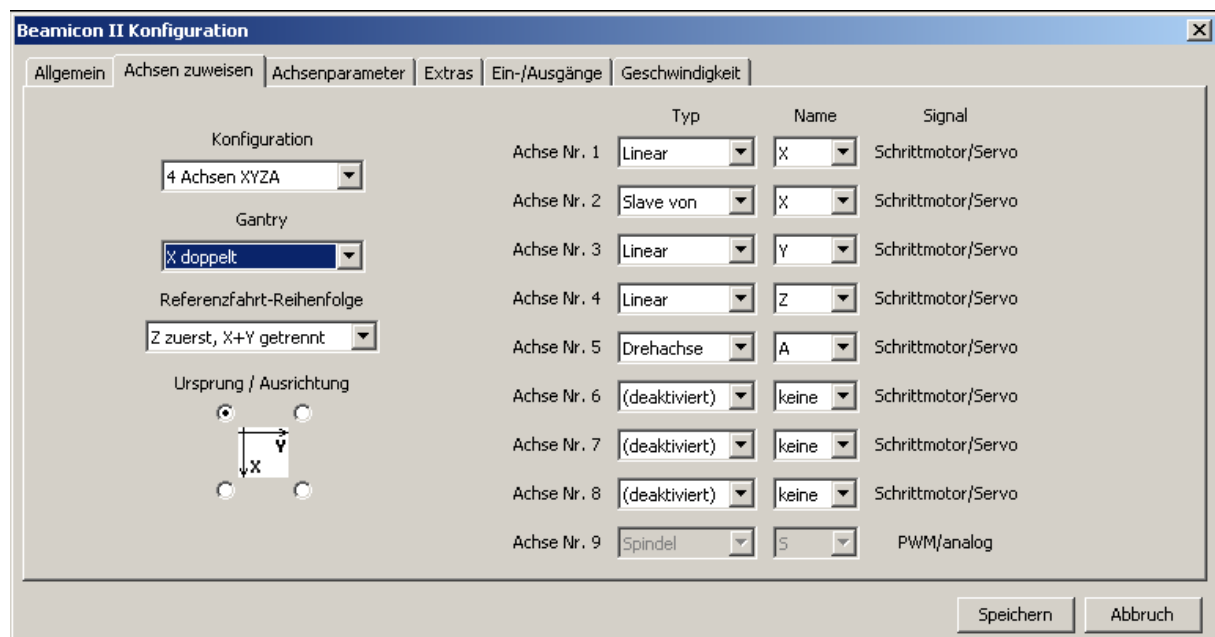 Beamicon II Konfiguration
Allgemein Achsen zuweisen Achsenparameter Extras Ein-/Ausgänge Geschwindigkeit
Konfiguration
4 Achsen XYZA
Gantry
X doppelt
Referenzfahrt-Reihenfolge
Z zuerst, X+Y getrennt
Ursprung / Ausrichtung
Y
X
Typ Name Signal
Achse Nr. 1 Linear X Schrittmotor/Servo
Achse Nr. 2 Slave von X Schrittmotor/Servo
Achse Nr. 3 Linear Y Schrittmotor/Servo
Achse Nr. 4 Linear Z Schrittmotor/Servo
Achse Nr. 5 Drehachse A Schrittmotor/Servo
Achse Nr. 6 (deaktiviert) keine Schrittmotor/Servo
Achse Nr. 7 (deaktiviert) keine Schrittmotor/Servo
Achse Nr. 8 (deaktiviert) keine Schrittmotor/Servo
Achse Nr. 9 Spindel S PWM/analog
Speichern Abbruch